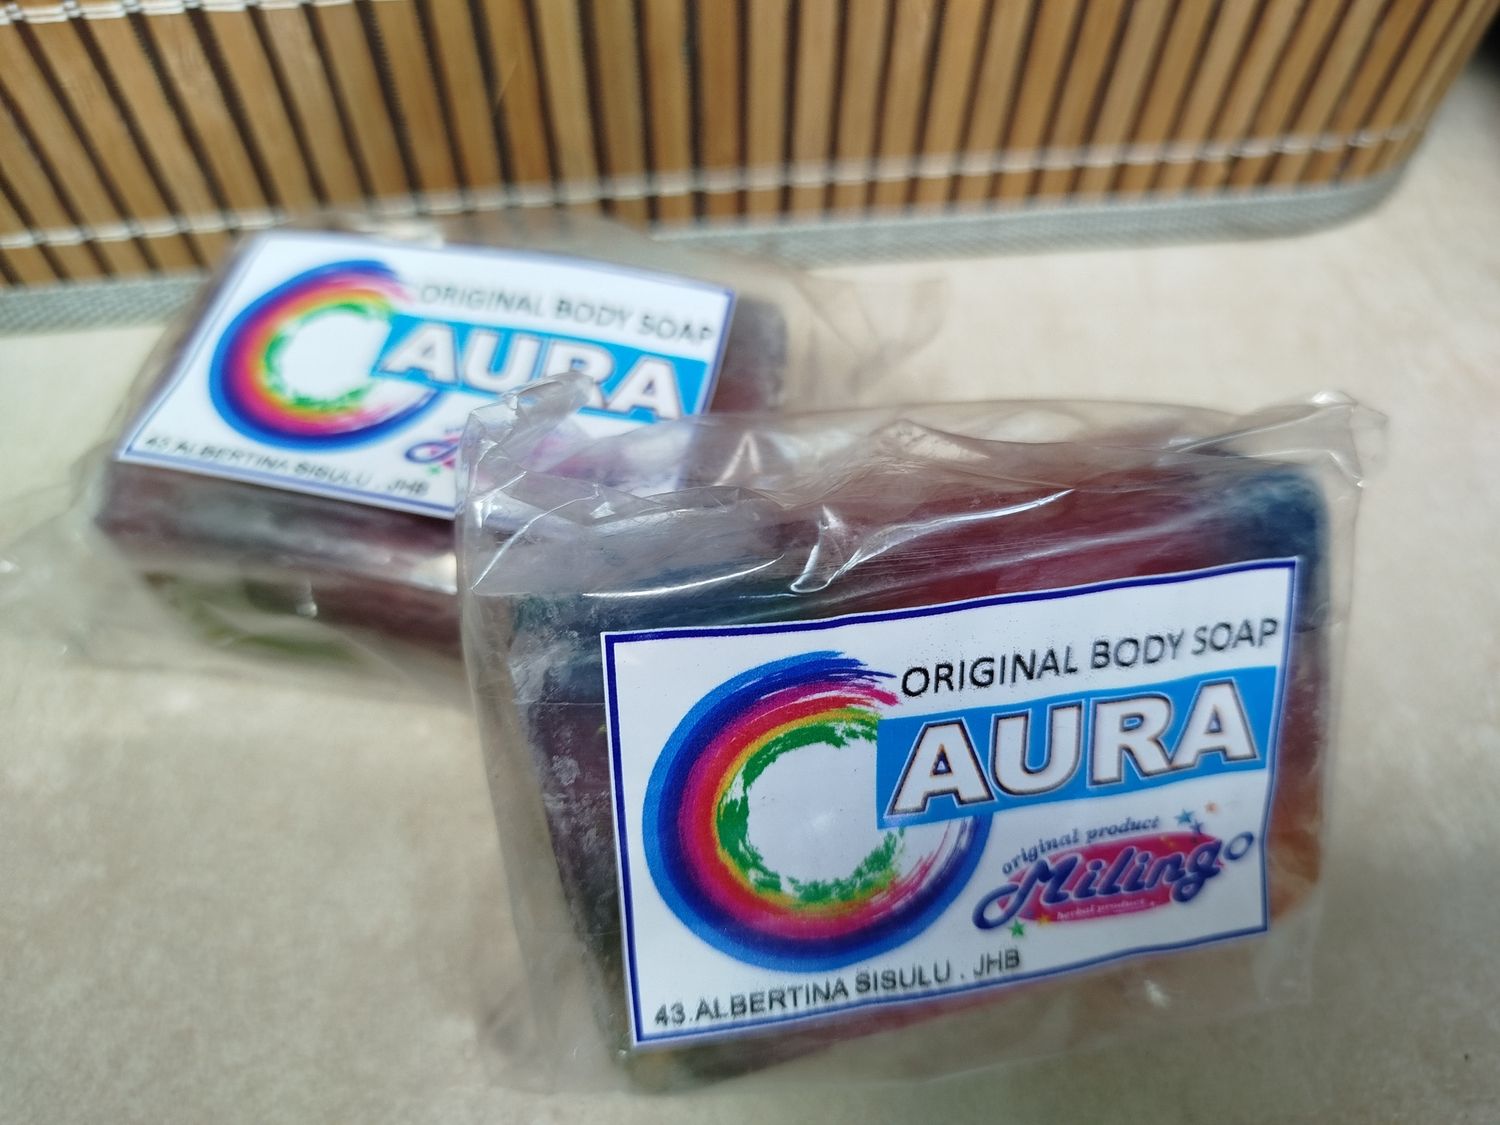 ORIGINAL BODY SOAP
AURA
43.ALBERTINA SISULU . JHB
ORIGINAL BODY SOAP
AURA
original product
Milingo
herbal product
43.ALBERTINA SISULU . JHB